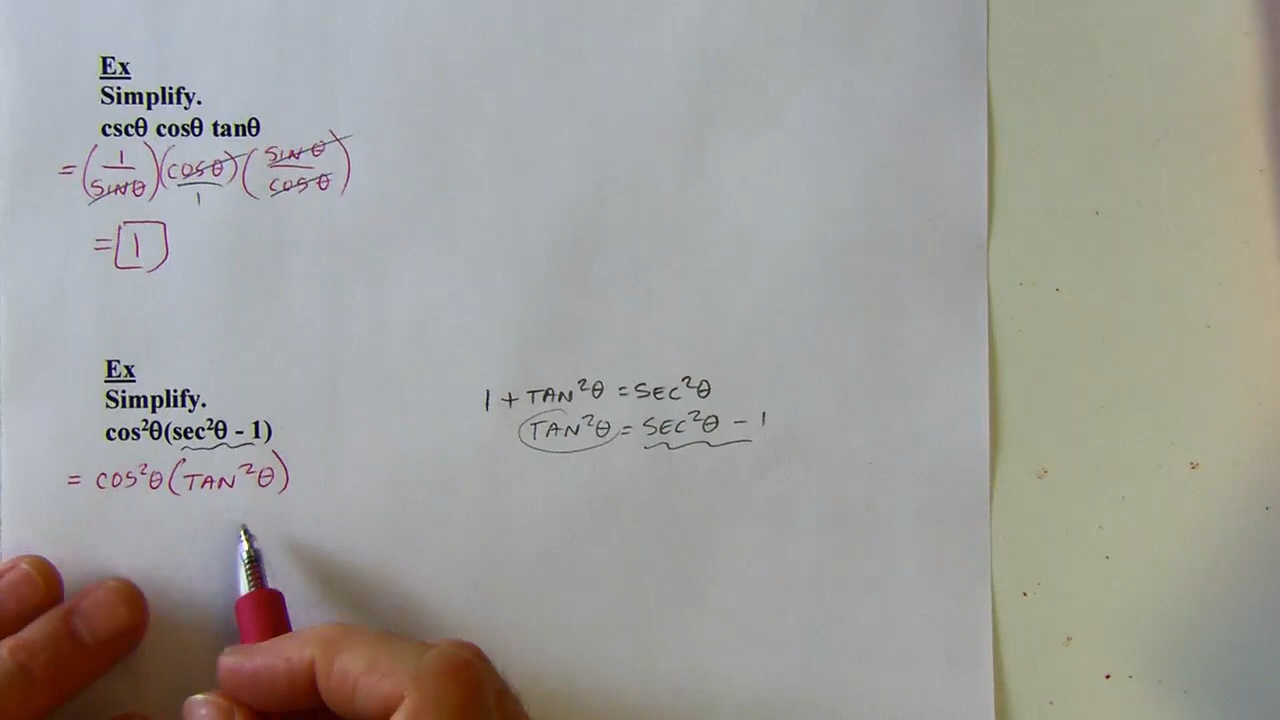 Ex
Simplify.
cscθ cosθ tanθ
= (1/SINθ)(COSθ/1)(SINθ/COSθ)
= 1
Ex
Simplify.
cos²θ(sec²θ - 1)
= COS²θ(TAN²θ)
1 + TAN²θ = SEC²θ
TAN²θ = SEC²θ - 1